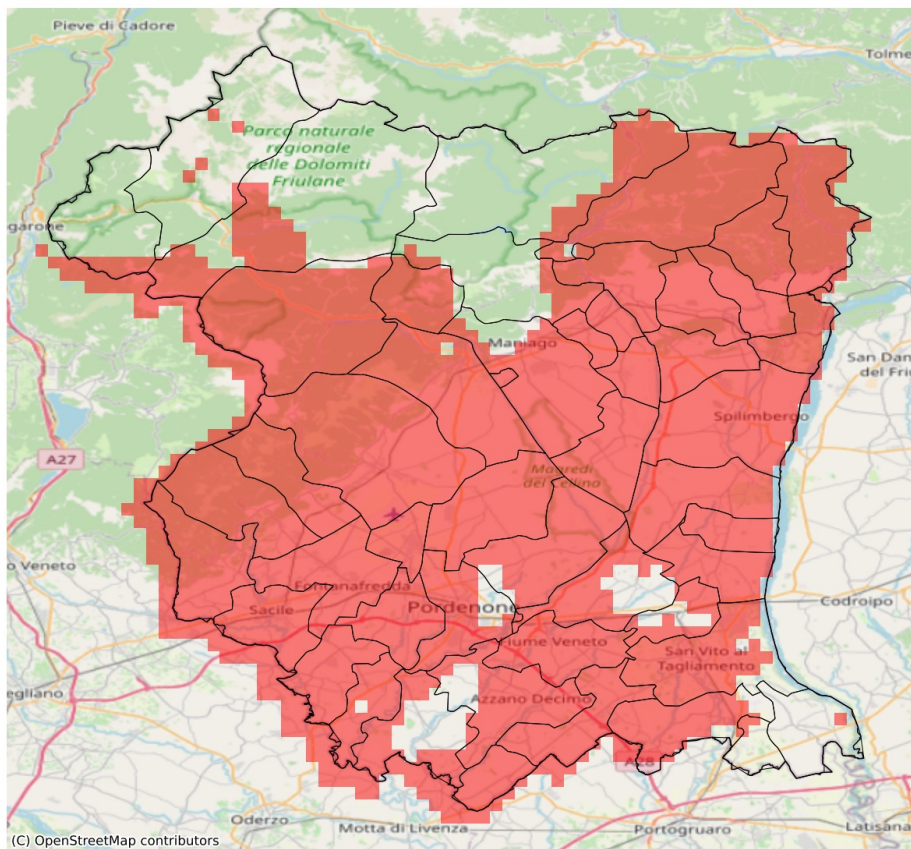 Pieve di Cadore
Tolme
Parco naturale
regionale
delle Dolomiti
Friulane
garone
Maniago
San Dan
del Friu
Spilimbergo
A27
Magredi
del Cellino
o Veneto
Fontanafredda
Sacile
Pordenone
Codroipo
Fiume Veneto
San Vito al
Tagliamento
egliano
Azzano Decimo
A28
Oderzo
Motta di Livenza
Portogruaro
Latisana
(C) OpenStreetMap contributors